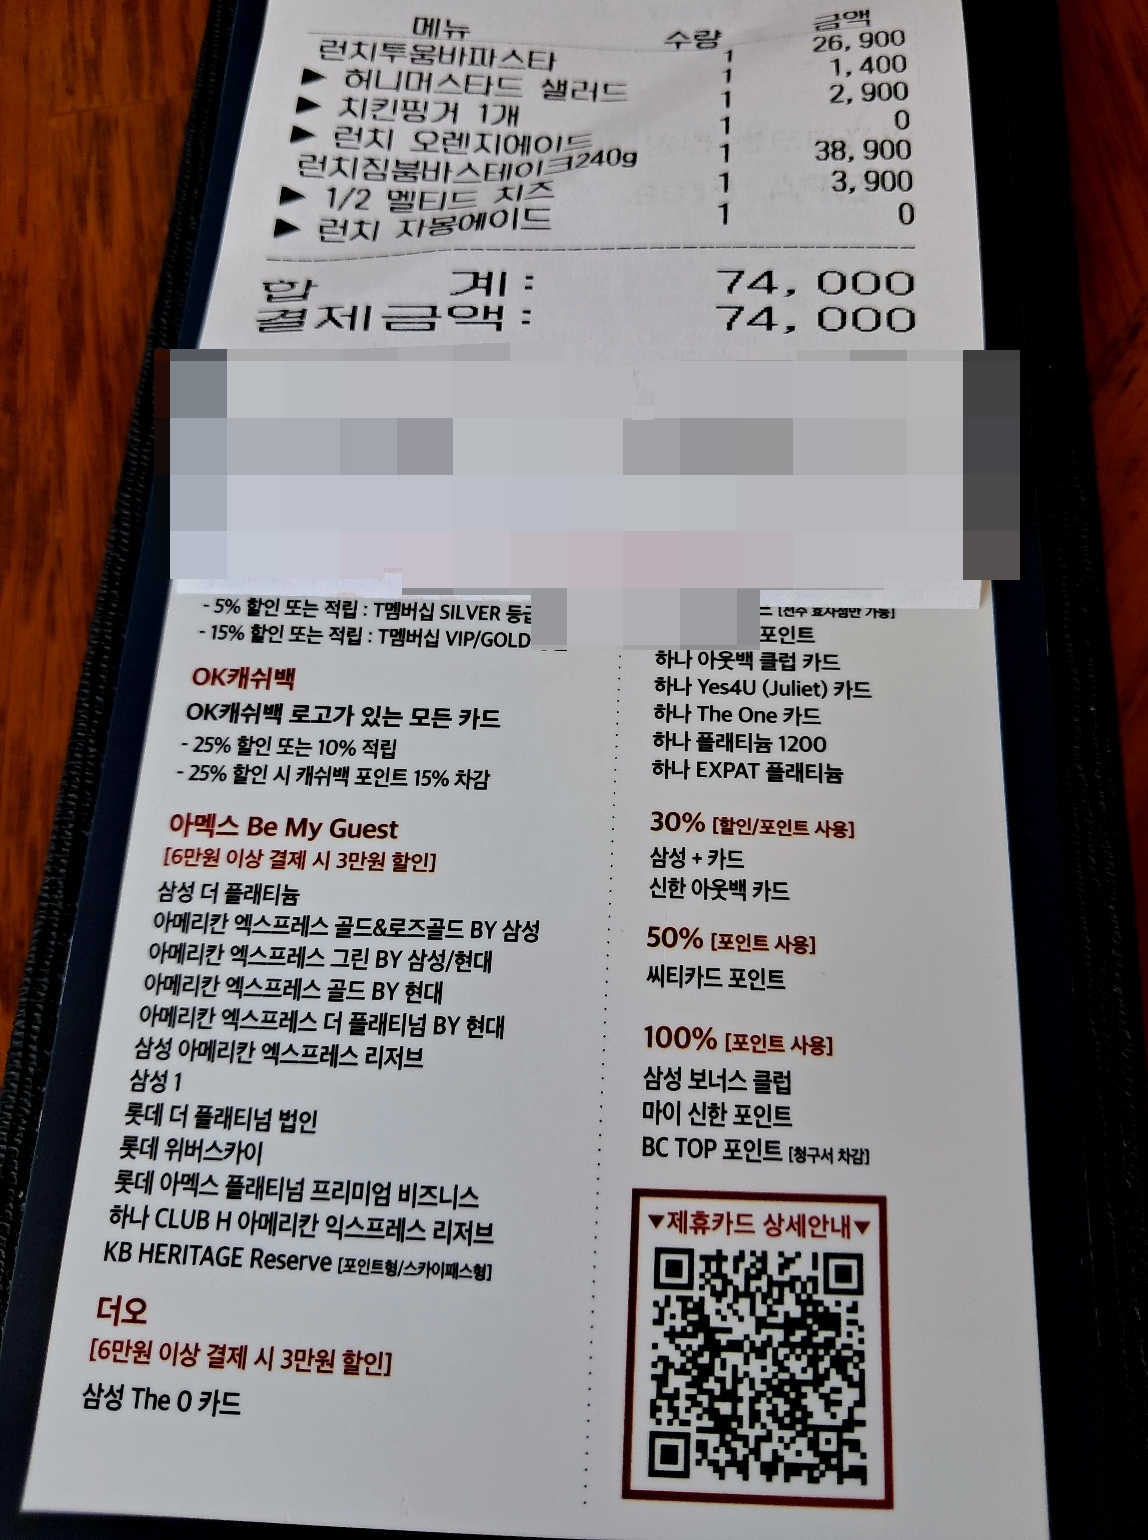 메뉴 수량 금액
런치투움바파스타 1 26,900
▶ 허니머스타드 샐러드 1 1,400
▶ 치킨핑거 1개 1 2,900
▶ 런치 오렌지에이드 1 0
런치짐붐바스테이크240g 1 38,900
▶ 1/2 멜티드 치즈 1 3,900
▶ 런치 자몽에이드 1 0
합 계 : 74,000
결제금액 : 74,000
- 5% 할인 또는 적립 : T멤버십 SILVER 등급
- 15% 할인 또는 적립 : T멤버십 VIP/GOLD
OK캐쉬백
OK캐쉬백 로고가 있는 모든 카드
- 25% 할인 또는 10% 적립
- 25% 할인 시 캐쉬백 포인트 15% 차감
아멕스 Be My Guest
[6만원 이상 결제 시 3만원 할인]
삼성 더 플래티늄
아메리칸 엑스프레스 골드&로즈골드 BY 삼성
아메리칸 엑스프레스 그린 BY 삼성/현대
아메리칸 엑스프레스 골드 BY 현대
아메리칸 엑스프레스 더 플래티넘 BY 현대
삼성 아메리칸 엑스프레스 리저브
삼성 1
롯데 더 플래티넘 법인
롯데 위버스카이
롯데 아멕스 플래티넘 프리미엄 비즈니스
하나 CLUB H 아메리칸 익스프레스 리저브
KB HERITAGE Reserve [포인트형/스카이패스형]
더오
[6만원 이상 결제 시 3만원 할인]
삼성 The O 카드
드 [전주 효자점만 가능]
포인트
하나 아웃백 클럽 카드
하나 Yes4U (Juliet) 카드
하나 The One 카드
하나 플래티늄 1200
하나 EXPAT 플래티늄
30% [할인/포인트 사용]
삼성 + 카드
신한 아웃백 카드
50% [포인트 사용]
씨티카드 포인트
100% [포인트 사용]
삼성 보너스 클럽
마이 신한 포인트
BC TOP 포인트 [청구서 차감]
▼제휴카드 상세안내▼